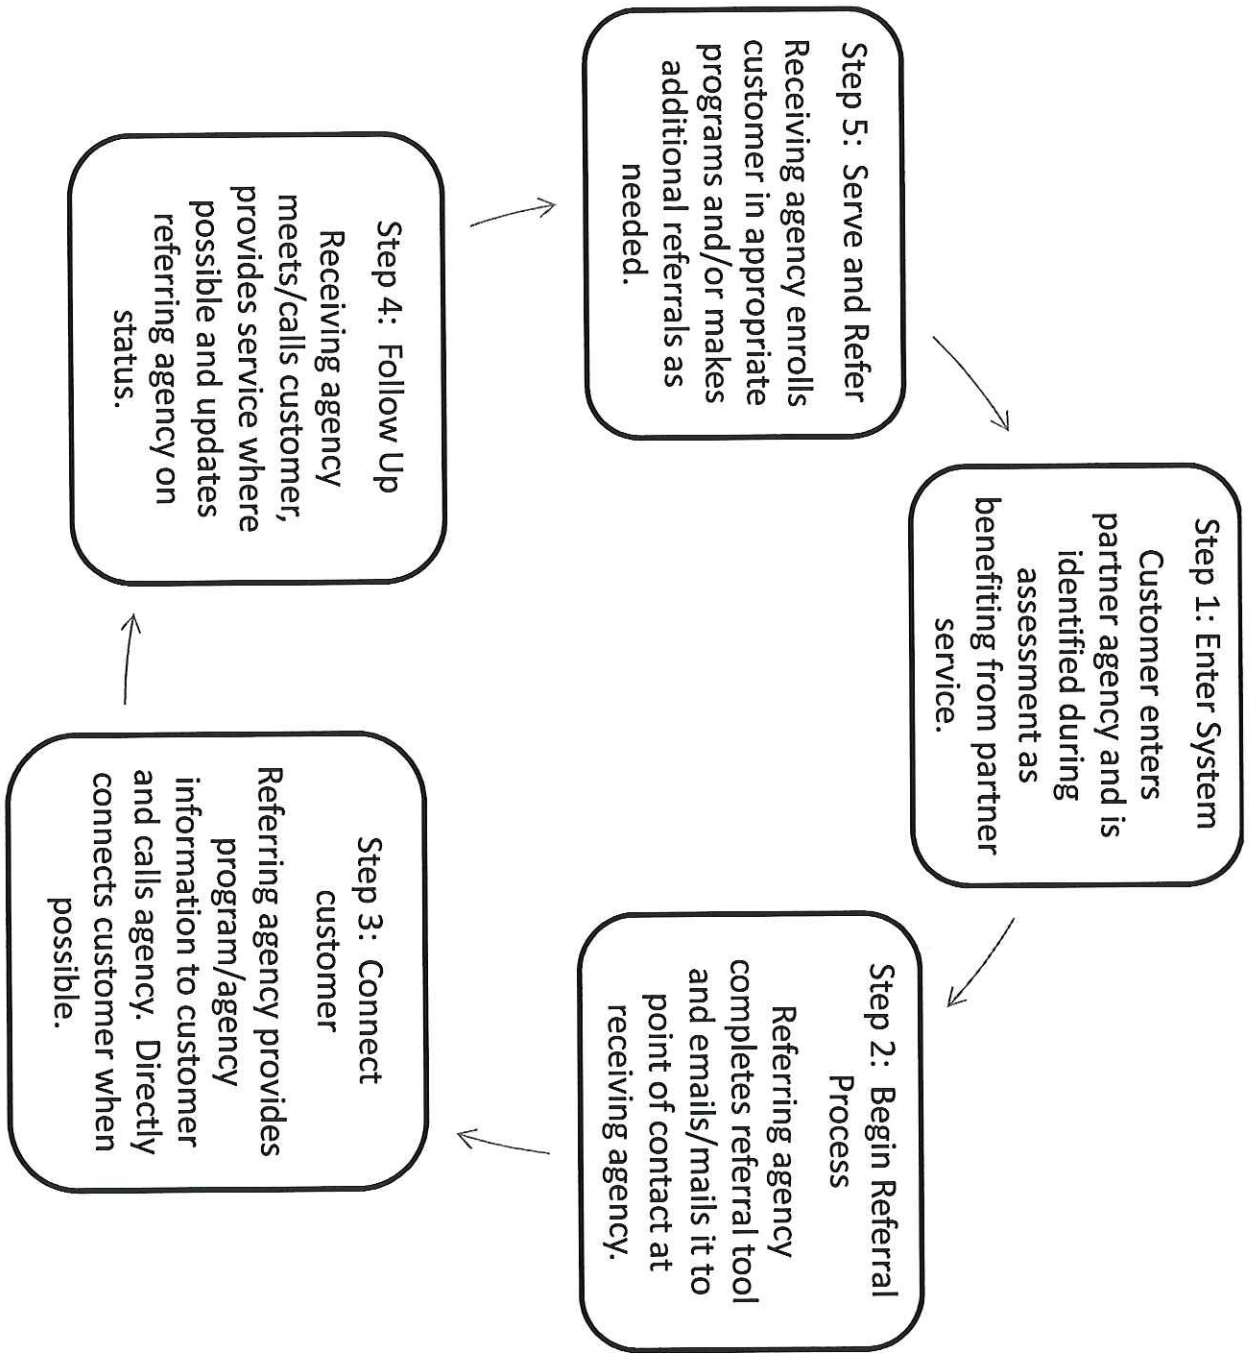 Step 1: Enter System
Customer enters
partner agency and is
identified during
assessment as
benefiting from partner
service.
Step 2: Begin Referral
Process
Referring agency
completes referral tool
and emails/mails it to
point of contact at
receiving agency.
Step 3: Connect
customer
Referring agency provides
program/agency
information to customer
and calls agency. Directly
connects customer when
possible.
Step 4: Follow Up
Receiving agency
meets/calls customer,
provides service where
possible and updates
referring agency on
status.
Step 5: Serve and Refer
Receiving agency enrolls
customer in appropriate
programs and/or makes
additional referrals as
needed.